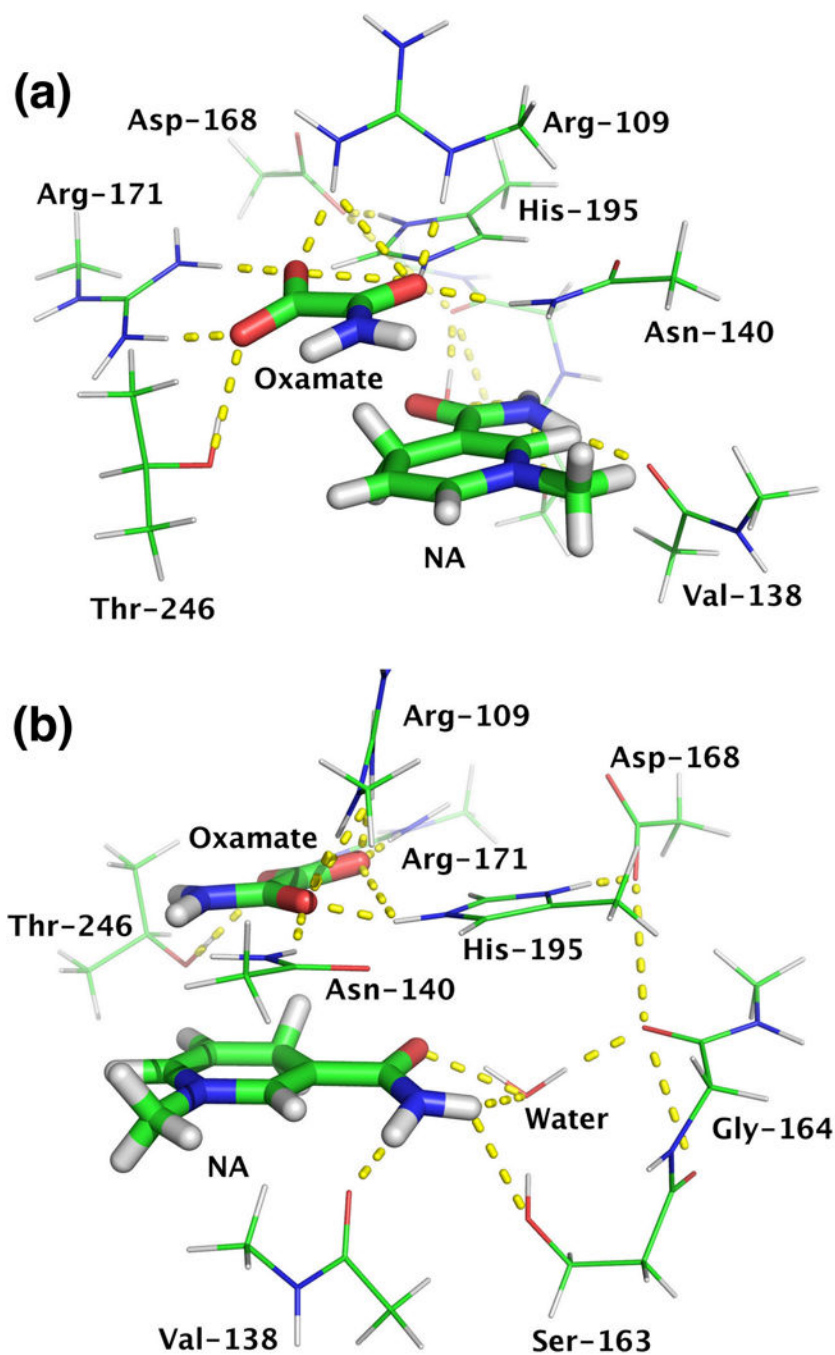 (a)
Asp-168
Arg-109
Arg-171
His-195
Asn-140
Oxamate
NA
Thr-246
Val-138
(b)
Arg-109
Asp-168
Oxamate
Arg-171
Thr-246
His-195
Asn-140
Water
Gly-164
NA
Val-138
Ser-163